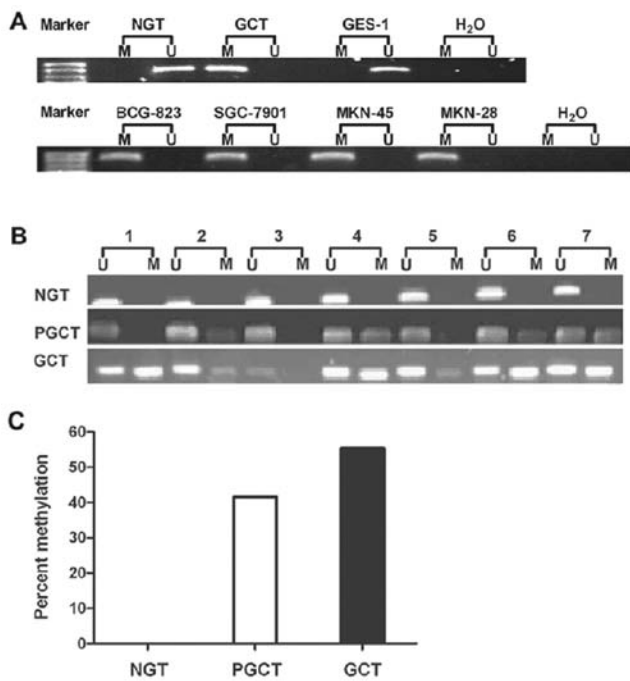 A
Marker NGT GCT GES-1 H2O
M U M U M U M U
Marker BCG-823 SGC-7901 MKN-45 MKN-28 H2O
M U M U M U M U M U
B
1 2 3 4 5 6 7
U M U M U M U M U M U M U M
NGT
PGCT
GCT
C
Percent methylation
60
50
40
30
20
10
0
NGT PGCT GCT